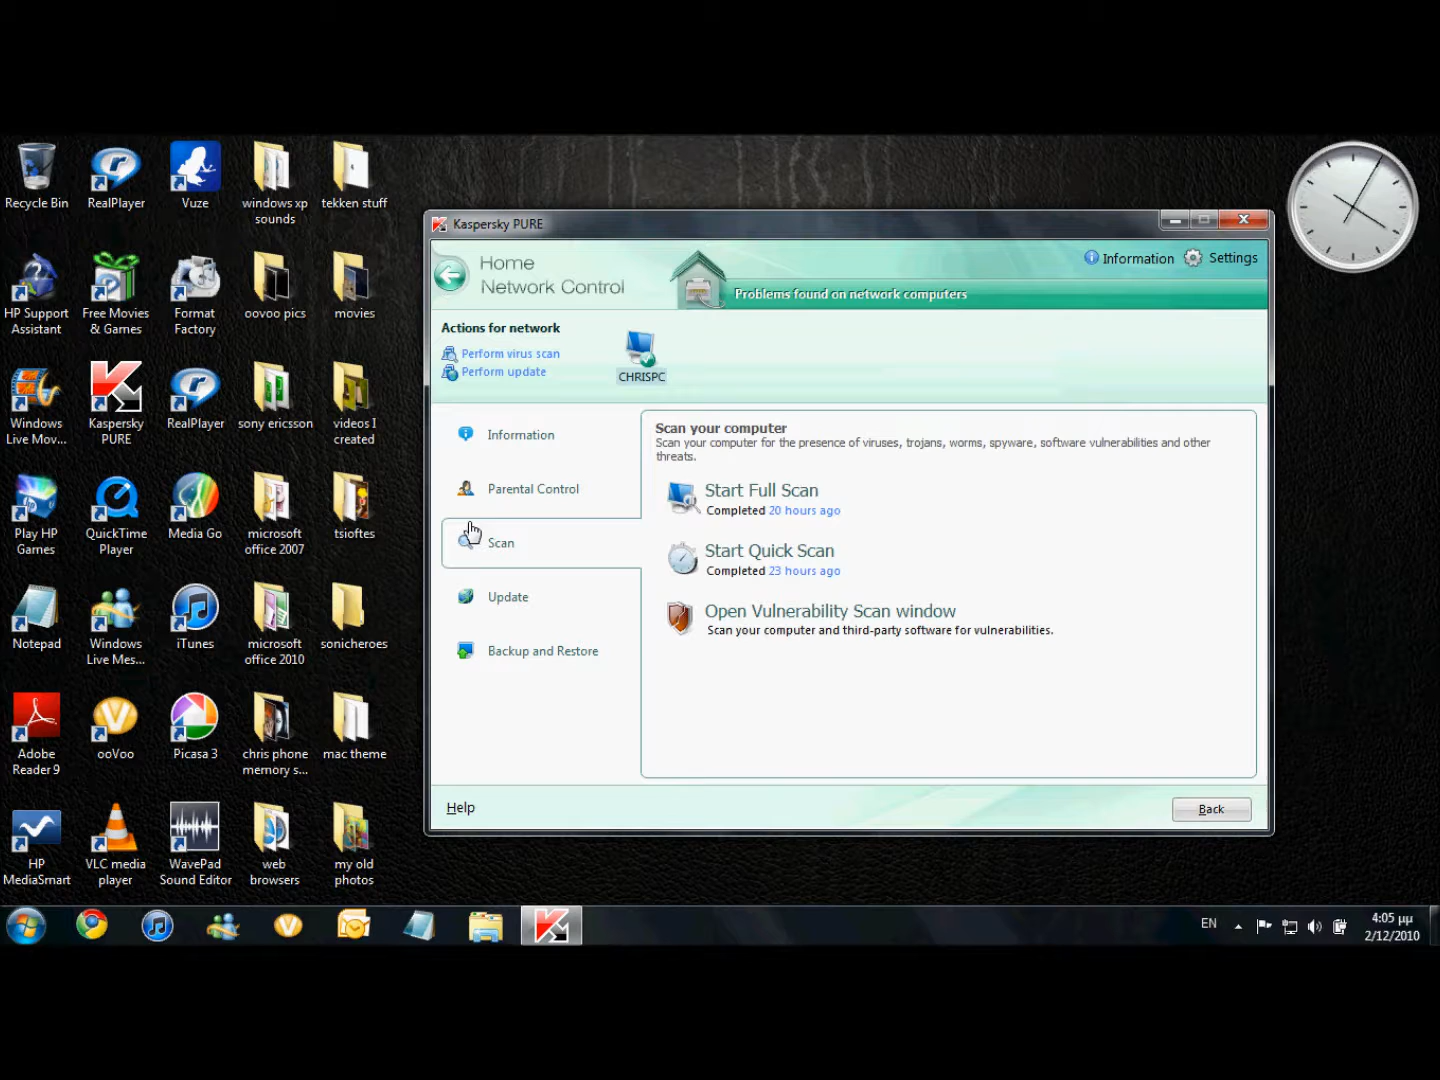 Recycle Bin
RealPlayer
Vuze
windows xp
sounds
tekken stuff
HP Support
Assistant
Free Movies
& Games
Format
Factory
oovoo pics
movies
Windows
Live Mov...
Kaspersky
PURE
RealPlayer
sony ericsson
videos I
created
Play HP
Games
QuickTime
Player
Media Go
microsoft
office 2007
tsioftes
Notepad
Windows
Live Mes...
iTunes
microsoft
office 2010
sonicheroes
Adobe
Reader 9
ooVoo
Picasa 3
chris phone
memory s...
mac theme
HP
MediaSmart
VLC media
player
WavePad
Sound Editor
web
browsers
my old
photos
Kaspersky PURE
Home
Network Control
Problems found on network computers
Information
Settings
Actions for network
Perform virus scan
Perform update
CHRISPC
Information
Parental Control
Scan
Update
Backup and Restore
Scan your computer
Scan your computer for the presence of viruses, trojans, worms, spyware, software vulnerabilities and other
threats.
Start Full Scan
Completed 20 hours ago
Start Quick Scan
Completed 23 hours ago
Open Vulnerability Scan window
Scan your computer and third-party software for vulnerabilities.
Help
Back
EN
4:05 μμ
2/12/2010